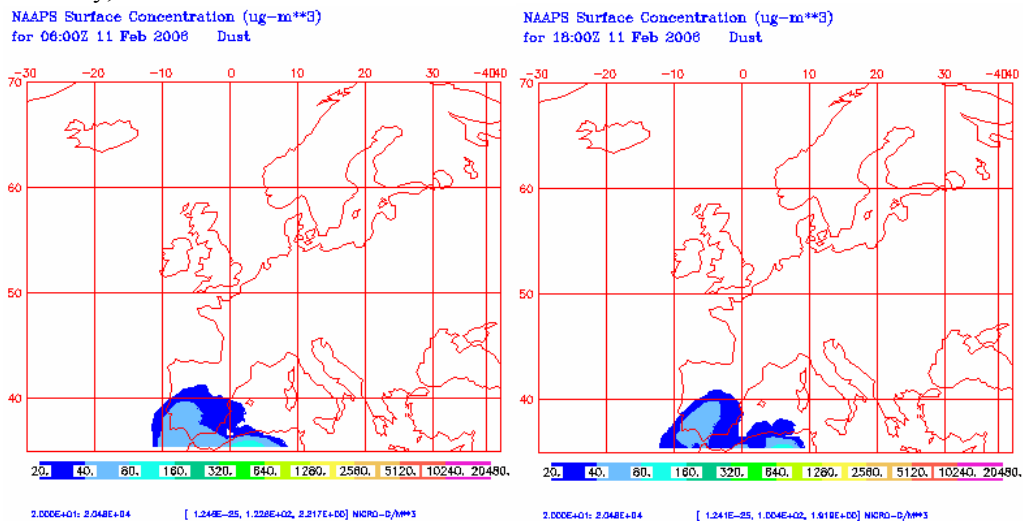 NAAPS Surface Concentration (ug-m**3)
for 06:00Z 11 Feb 2006 Dust
-30 -20 -10 0 10 20 30 -4040
70
60
50
40
20. 40. 80. 160. 320. 640. 1280. 2560. 5120. 10240. 20480.
2.000E+01: 2.048E+04 [ 1.246E-25, 1.228E+02, 2.217E+00] MICRO-G/M**3
NAAPS Surface Concentration (ug-m**3)
for 18:00Z 11 Feb 2006 Dust
-30 -20 -10 0 10 20 30 -4040
70
60
50
40
20. 40. 80. 160. 320. 640. 1280. 2560. 5120. 10240. 20480.
2.000E+01: 2.048E+04 [ 1.241E-25, 1.004E+02, 1.919E+00] MICRO-G/M**3